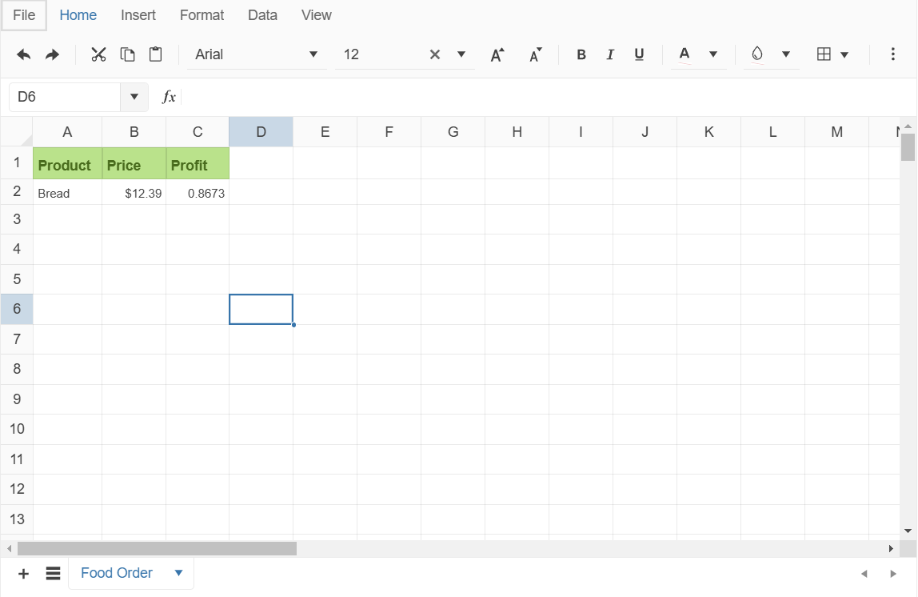 File Home Insert Format Data View
Arial 12 A A B I U A
D6 fx
A B C D E F G H I J K L M
1 Product Price Profit
2 Bread $12.39 0.8673
3
4
5
6
7
8
9
10
11
12
13
Food Order